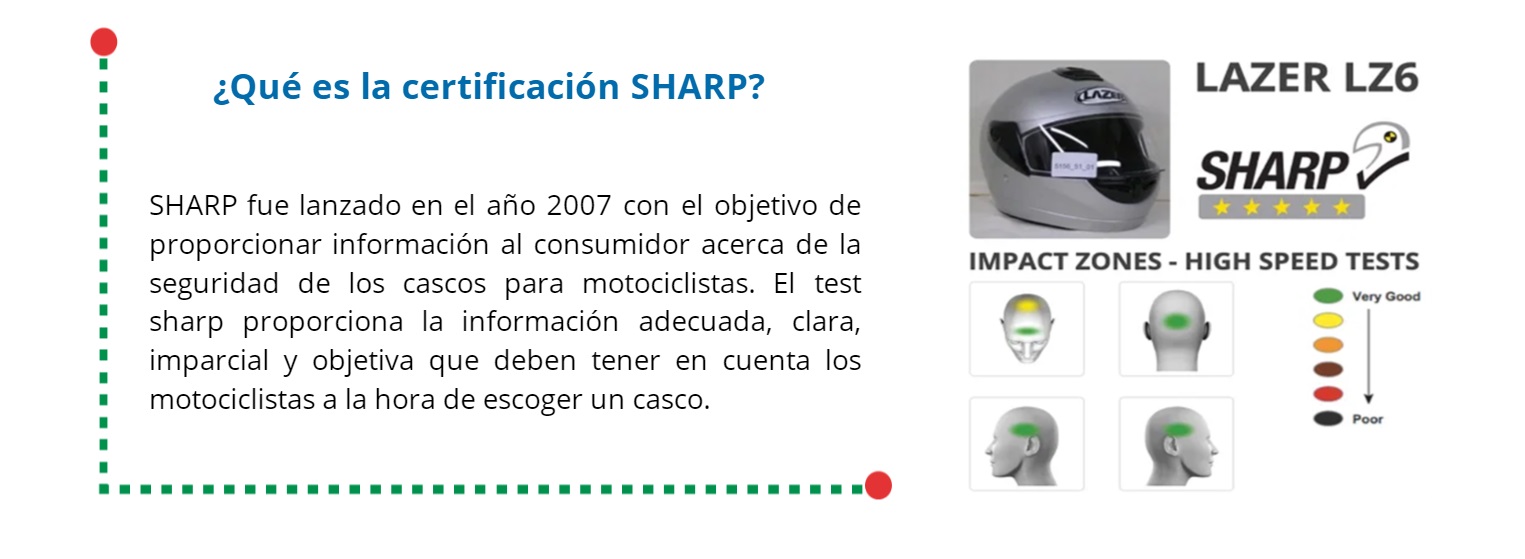 ¿Qué es la certificación SHARP?
SHARP fue lanzado en el año 2007 con el objetivo de
proporcionar información al consumidor acerca de la
seguridad de los cascos para motociclistas. El test
sharp proporciona la información adecuada, clara,
imparcial y objetiva que deben tener en cuenta los
motociclistas a la hora de escoger un casco.
LAZER
LAZER LZ6
SHARP
IMPACT ZONES - HIGH SPEED TESTS
Very Good
Poor